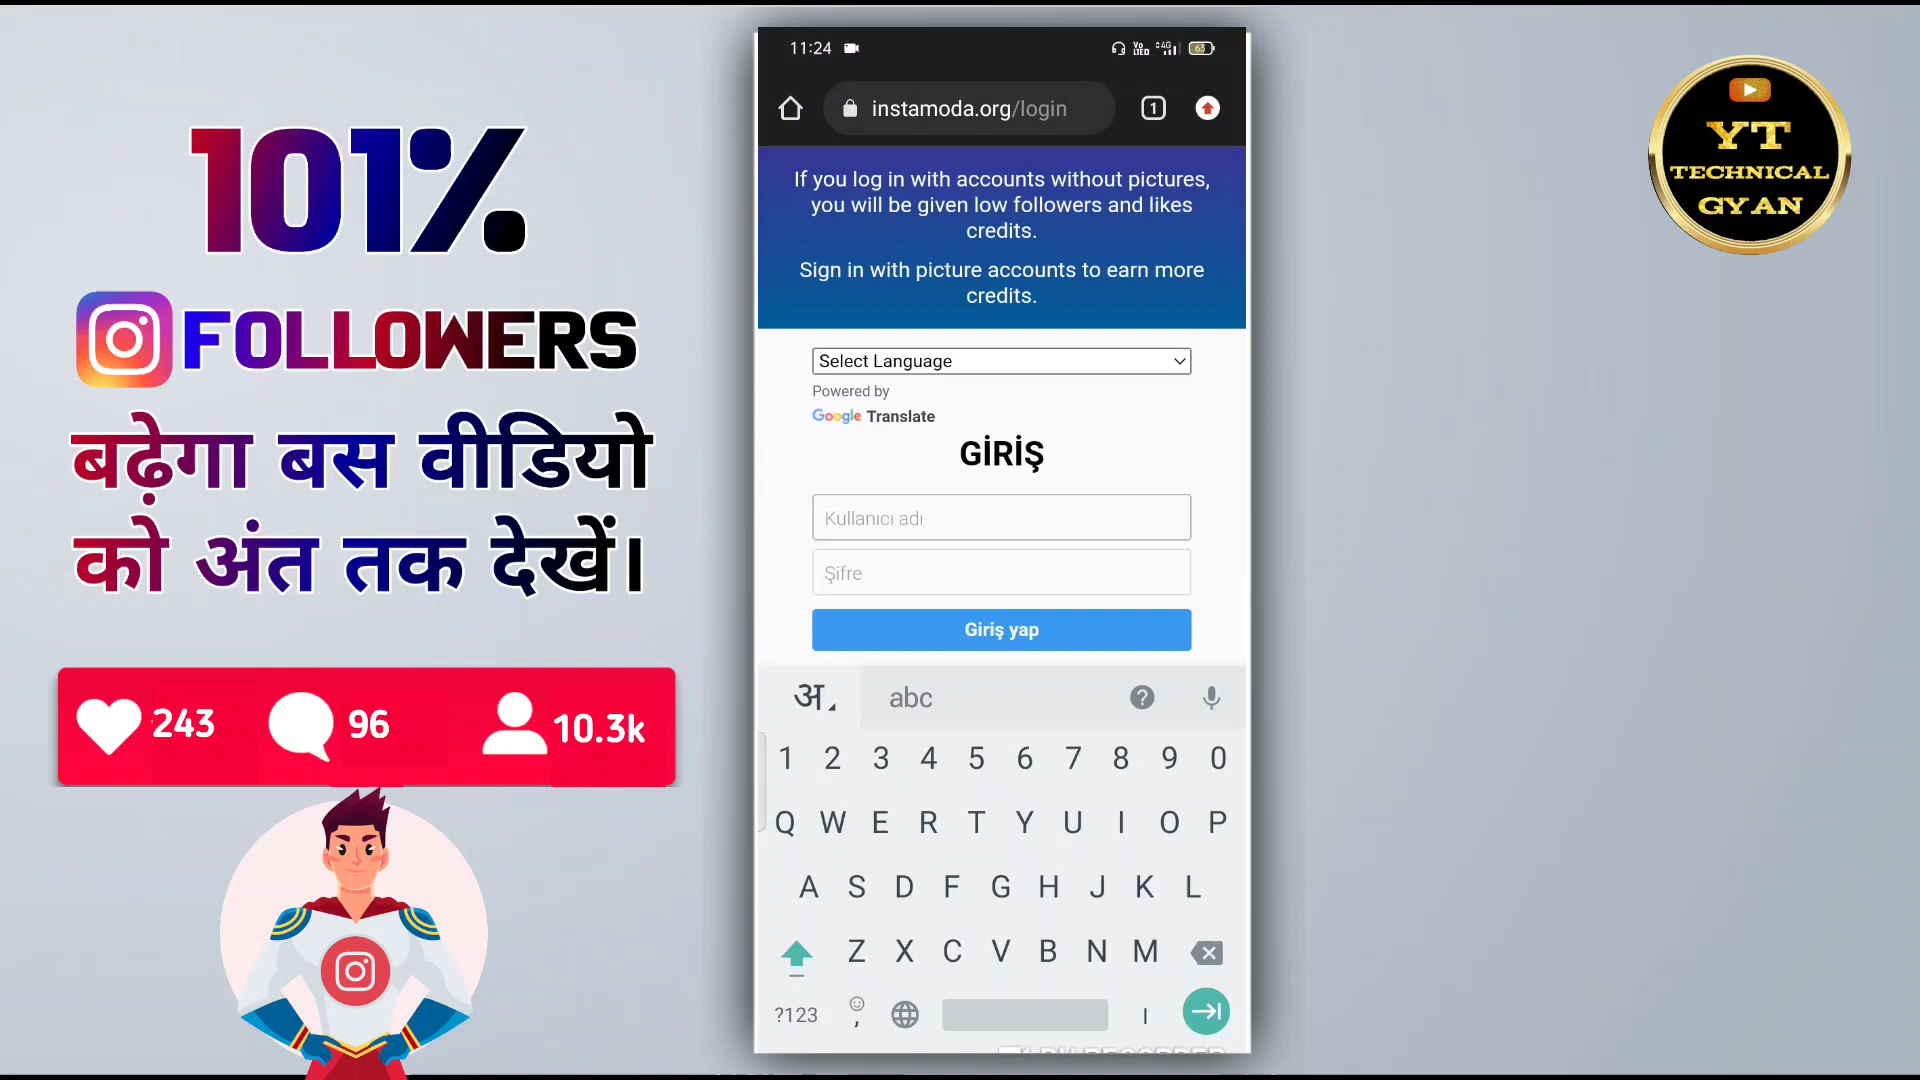 101%
FOLLOWERS
बढ़ेगा बस वीडियो
को अंत तक देखें।
243 96 10.3k
11:24
63
instamoda.org/login
1
If you log in with accounts without pictures,
you will be given low followers and likes
credits.
Sign in with picture accounts to earn more
credits.
Select Language
Powered by
Google Translate
GİRİŞ
Kullanıcı adı
Şifre
Giriş yap
अ abc ?
1 2 3 4 5 6 7 8 9 0
Q W E R T Y U I O P
A S D F G H J K L
Z X C V B N M
?123 , ।
YT
TECHNICAL
GYAN